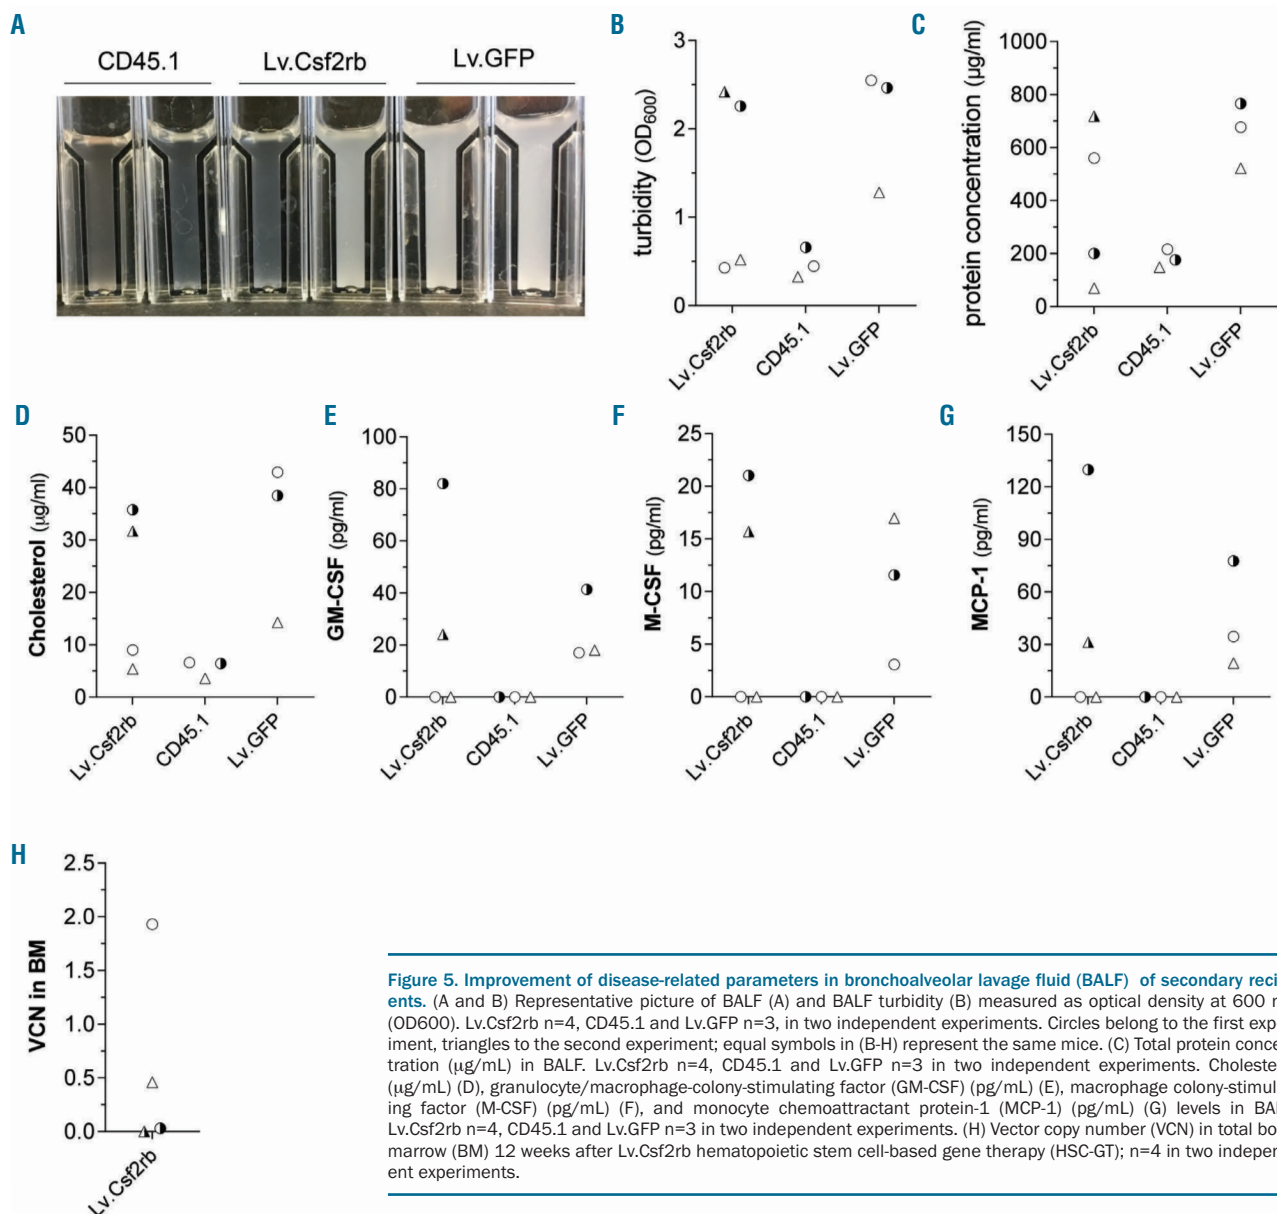 A
CD45.1 Lv.Csf2rb Lv.GFP
B
turbidity (OD600)
3
2
1
0
Lv.Csf2rb
CD45.1
Lv.GFP
C
protein concentration (µg/ml)
1000
800
600
400
200
0
Lv.Csf2rb
CD45.1
Lv.GFP
D
Cholesterol (µg/ml)
50
40
30
20
10
0
Lv.Csf2rb
CD45.1
Lv.GFP
E
GM-CSF (pg/ml)
100
80
60
40
20
0
Lv.Csf2rb
CD45.1
Lv.GFP
F
M-CSF (pg/ml)
25
20
15
10
5
0
Lv.Csf2rb
CD45.1
Lv.GFP
G
MCP-1 (pg/ml)
150
120
90
60
30
0
Lv.Csf2rb
CD45.1
Lv.GFP
H
VCN in BM
2.5
2.0
1.5
1.0
0.5
0.0
Lv.Csf2rb
Figure 5. Improvement of disease-related parameters in bronchoalveolar lavage fluid (BALF) of secondary reci
ents. (A and B) Representative picture of BALF (A) and BALF turbidity (B) measured as optical density at 600 n
(OD600). Lv.Csf2rb n=4, CD45.1 and Lv.GFP n=3, in two independent experiments. Circles belong to the first exp
iment, triangles to the second experiment; equal symbols in (B-H) represent the same mice. (C) Total protein conce
tration (µg/mL) in BALF. Lv.Csf2rb n=4, CD45.1 and Lv.GFP n=3 in two independent experiments. Cholester
(µg/mL) (D), granulocyte/macrophage-colony-stimulating factor (GM-CSF) (pg/mL) (E), macrophage colony-stimul
ing factor (M-CSF) (pg/mL) (F), and monocyte chemoattractant protein-1 (MCP-1) (pg/mL) (G) levels in BAL
Lv.Csf2rb n=4, CD45.1 and Lv.GFP n=3 in two independent experiments. (H) Vector copy number (VCN) in total bo
marrow (BM) 12 weeks after Lv.Csf2rb hematopoietic stem cell-based gene therapy (HSC-GT); n=4 in two indepen
ent experiments.